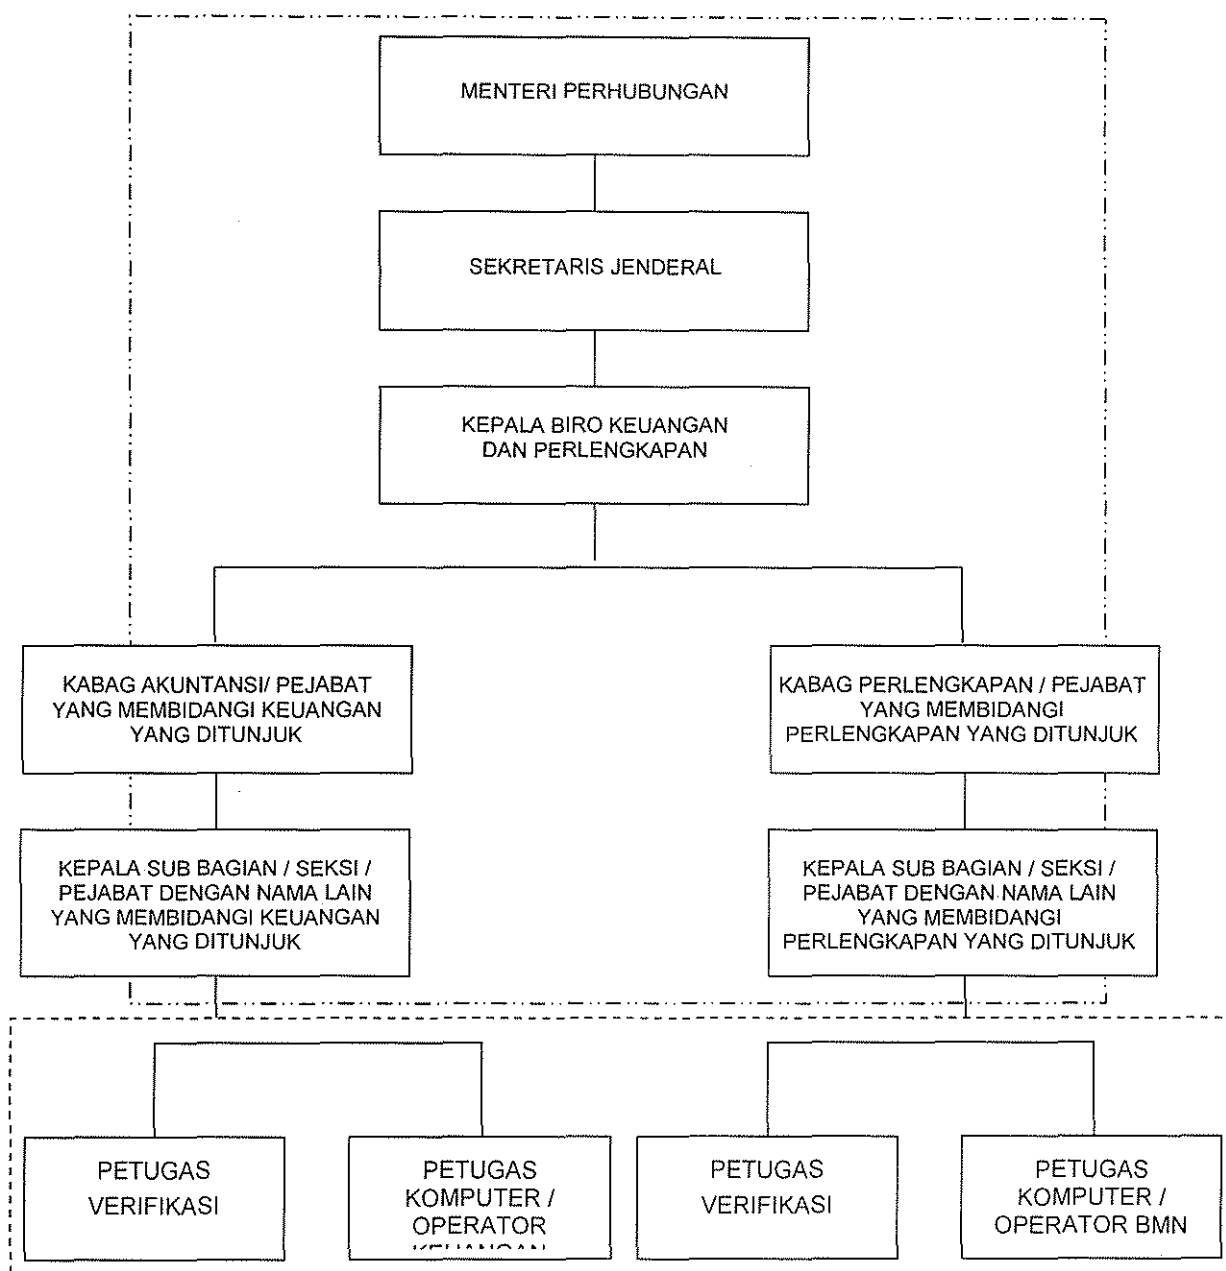 MENTERI PERHUBUNGAN
SEKRETARIS JENDERAL
KEPALA BIRO KEUANGAN
DAN PERLENGKAPAN
KABAG AKUNTANSI/ PEJABAT
YANG MEMBIDANGI KEUANGAN
YANG DITUNJUK
KABAG PERLENGKAPAN / PEJABAT
YANG MEMBIDANGI
PERLENGKAPAN YANG DITUNJUK
KEPALA SUB BAGIAN / SEKSI /
PEJABAT DENGAN NAMA LAIN
YANG MEMBIDANGI KEUANGAN
YANG DITUNJUK
KEPALA SUB BAGIAN / SEKSI /
PEJABAT DENGAN NAMA LAIN
YANG MEMBIDANGI
PERLENGKAPAN YANG DITUNJUK
PETUGAS
VERIFIKASI
PETUGAS
KOMPUTER /
OPERATOR
KEUANGAN
PETUGAS
VERIFIKASI
PETUGAS
KOMPUTER /
OPERATOR BMN